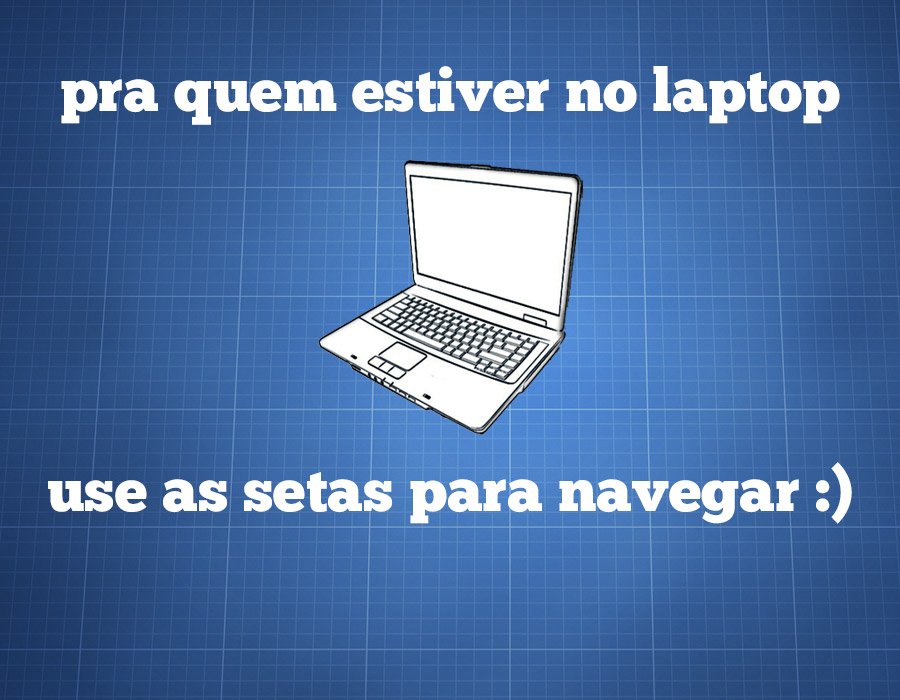 pra quem estiver no laptop
use as setas para navegar :)